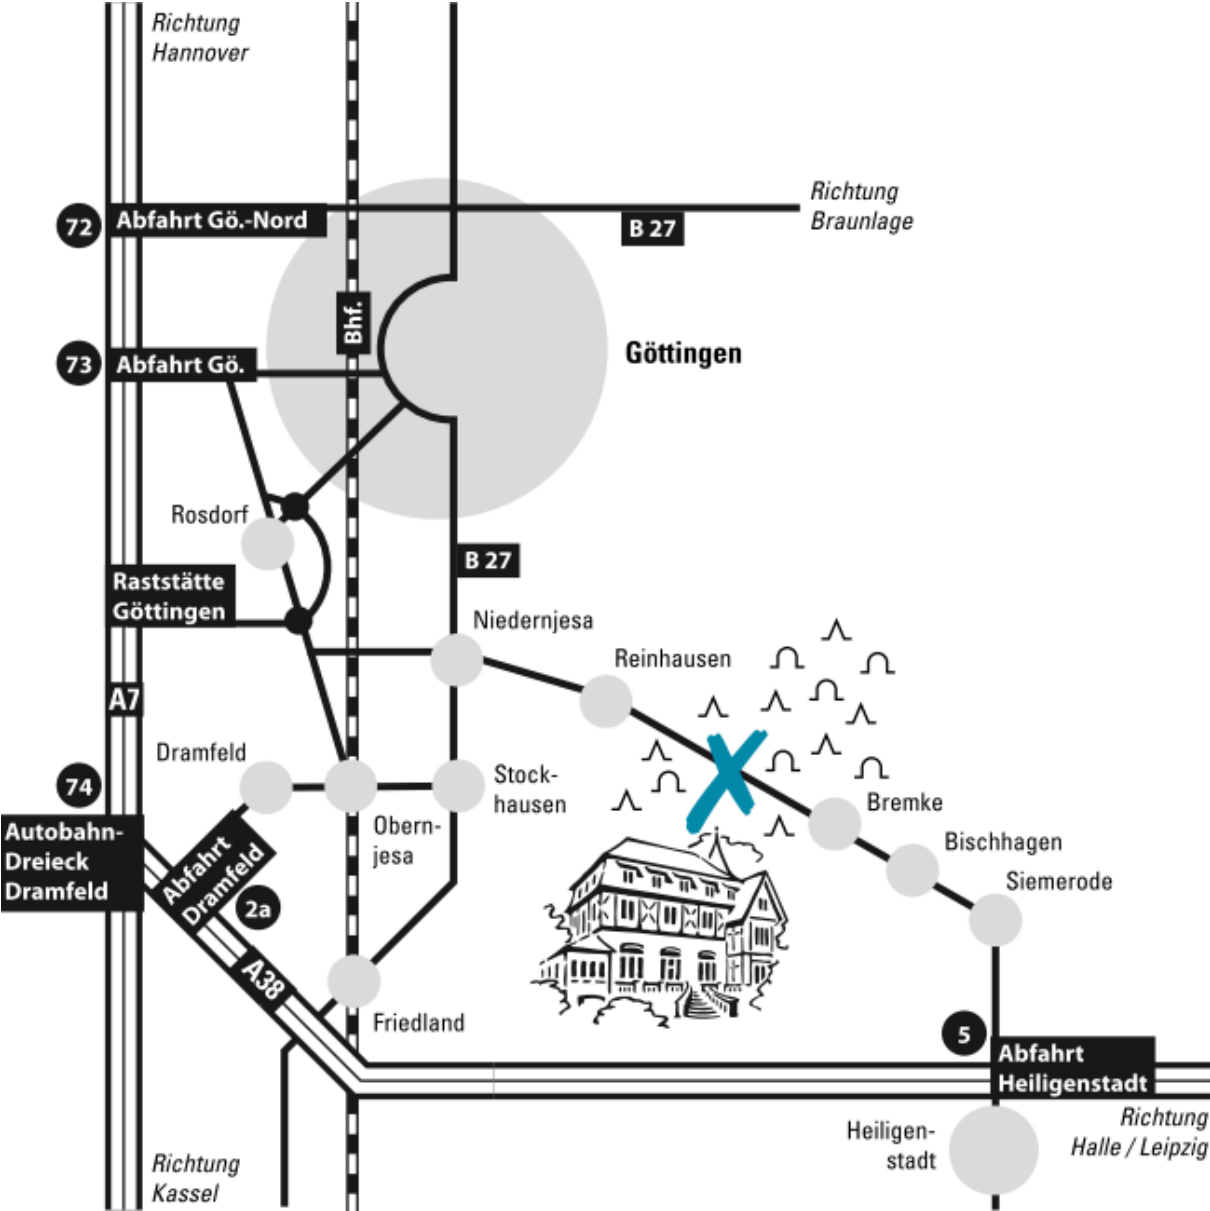 Richtung
Hannover
Richtung
Braunlage
72
Abfahrt Gö.-Nord
B 27
Bhf.
Göttingen
73
Abfahrt Gö.
Rosdorf
B 27
Raststätte
Göttingen
Niedernjesa
Reinhausen
A7
Dramfeld
74
Stock-
hausen
Bremke
Autobahn-
Dreieck
Dramfeld
Obern-
jesa
Abfahrt
Dramfeld
2a
Bischhagen
Siemerode
A38
Friedland
5
Abfahrt
Heiligenstadt
Heiligen-
stadt
Richtung
Halle / Leipzig
Richtung
Kassel